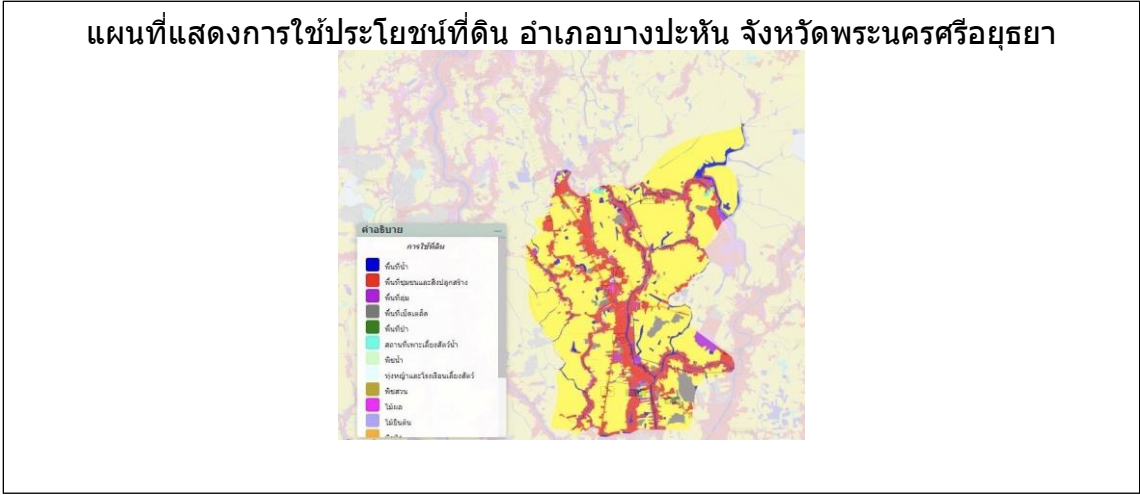 แผนที่แสดงการใช้ประโยชน์ที่ดิน อำเภอบางปะหัน จังหวัดพระนครศรีอยุธยา
คำอธิบาย
การใช้ที่ดิน
พื้นที่น้ำ
พื้นที่ชุมชนและสิ่งปลูกสร้าง
พื้นที่ลุ่ม
พื้นที่เบ็ดเตล็ด
พื้นที่ป่า
สถานที่เพาะเลี้ยงสัตว์น้ำ
พืชน้ำ
ทุ่งหญ้าและโรงเรือนเลี้ยงสัตว์
พืชสวน
ไม้ผล
ไม้ยืนต้น